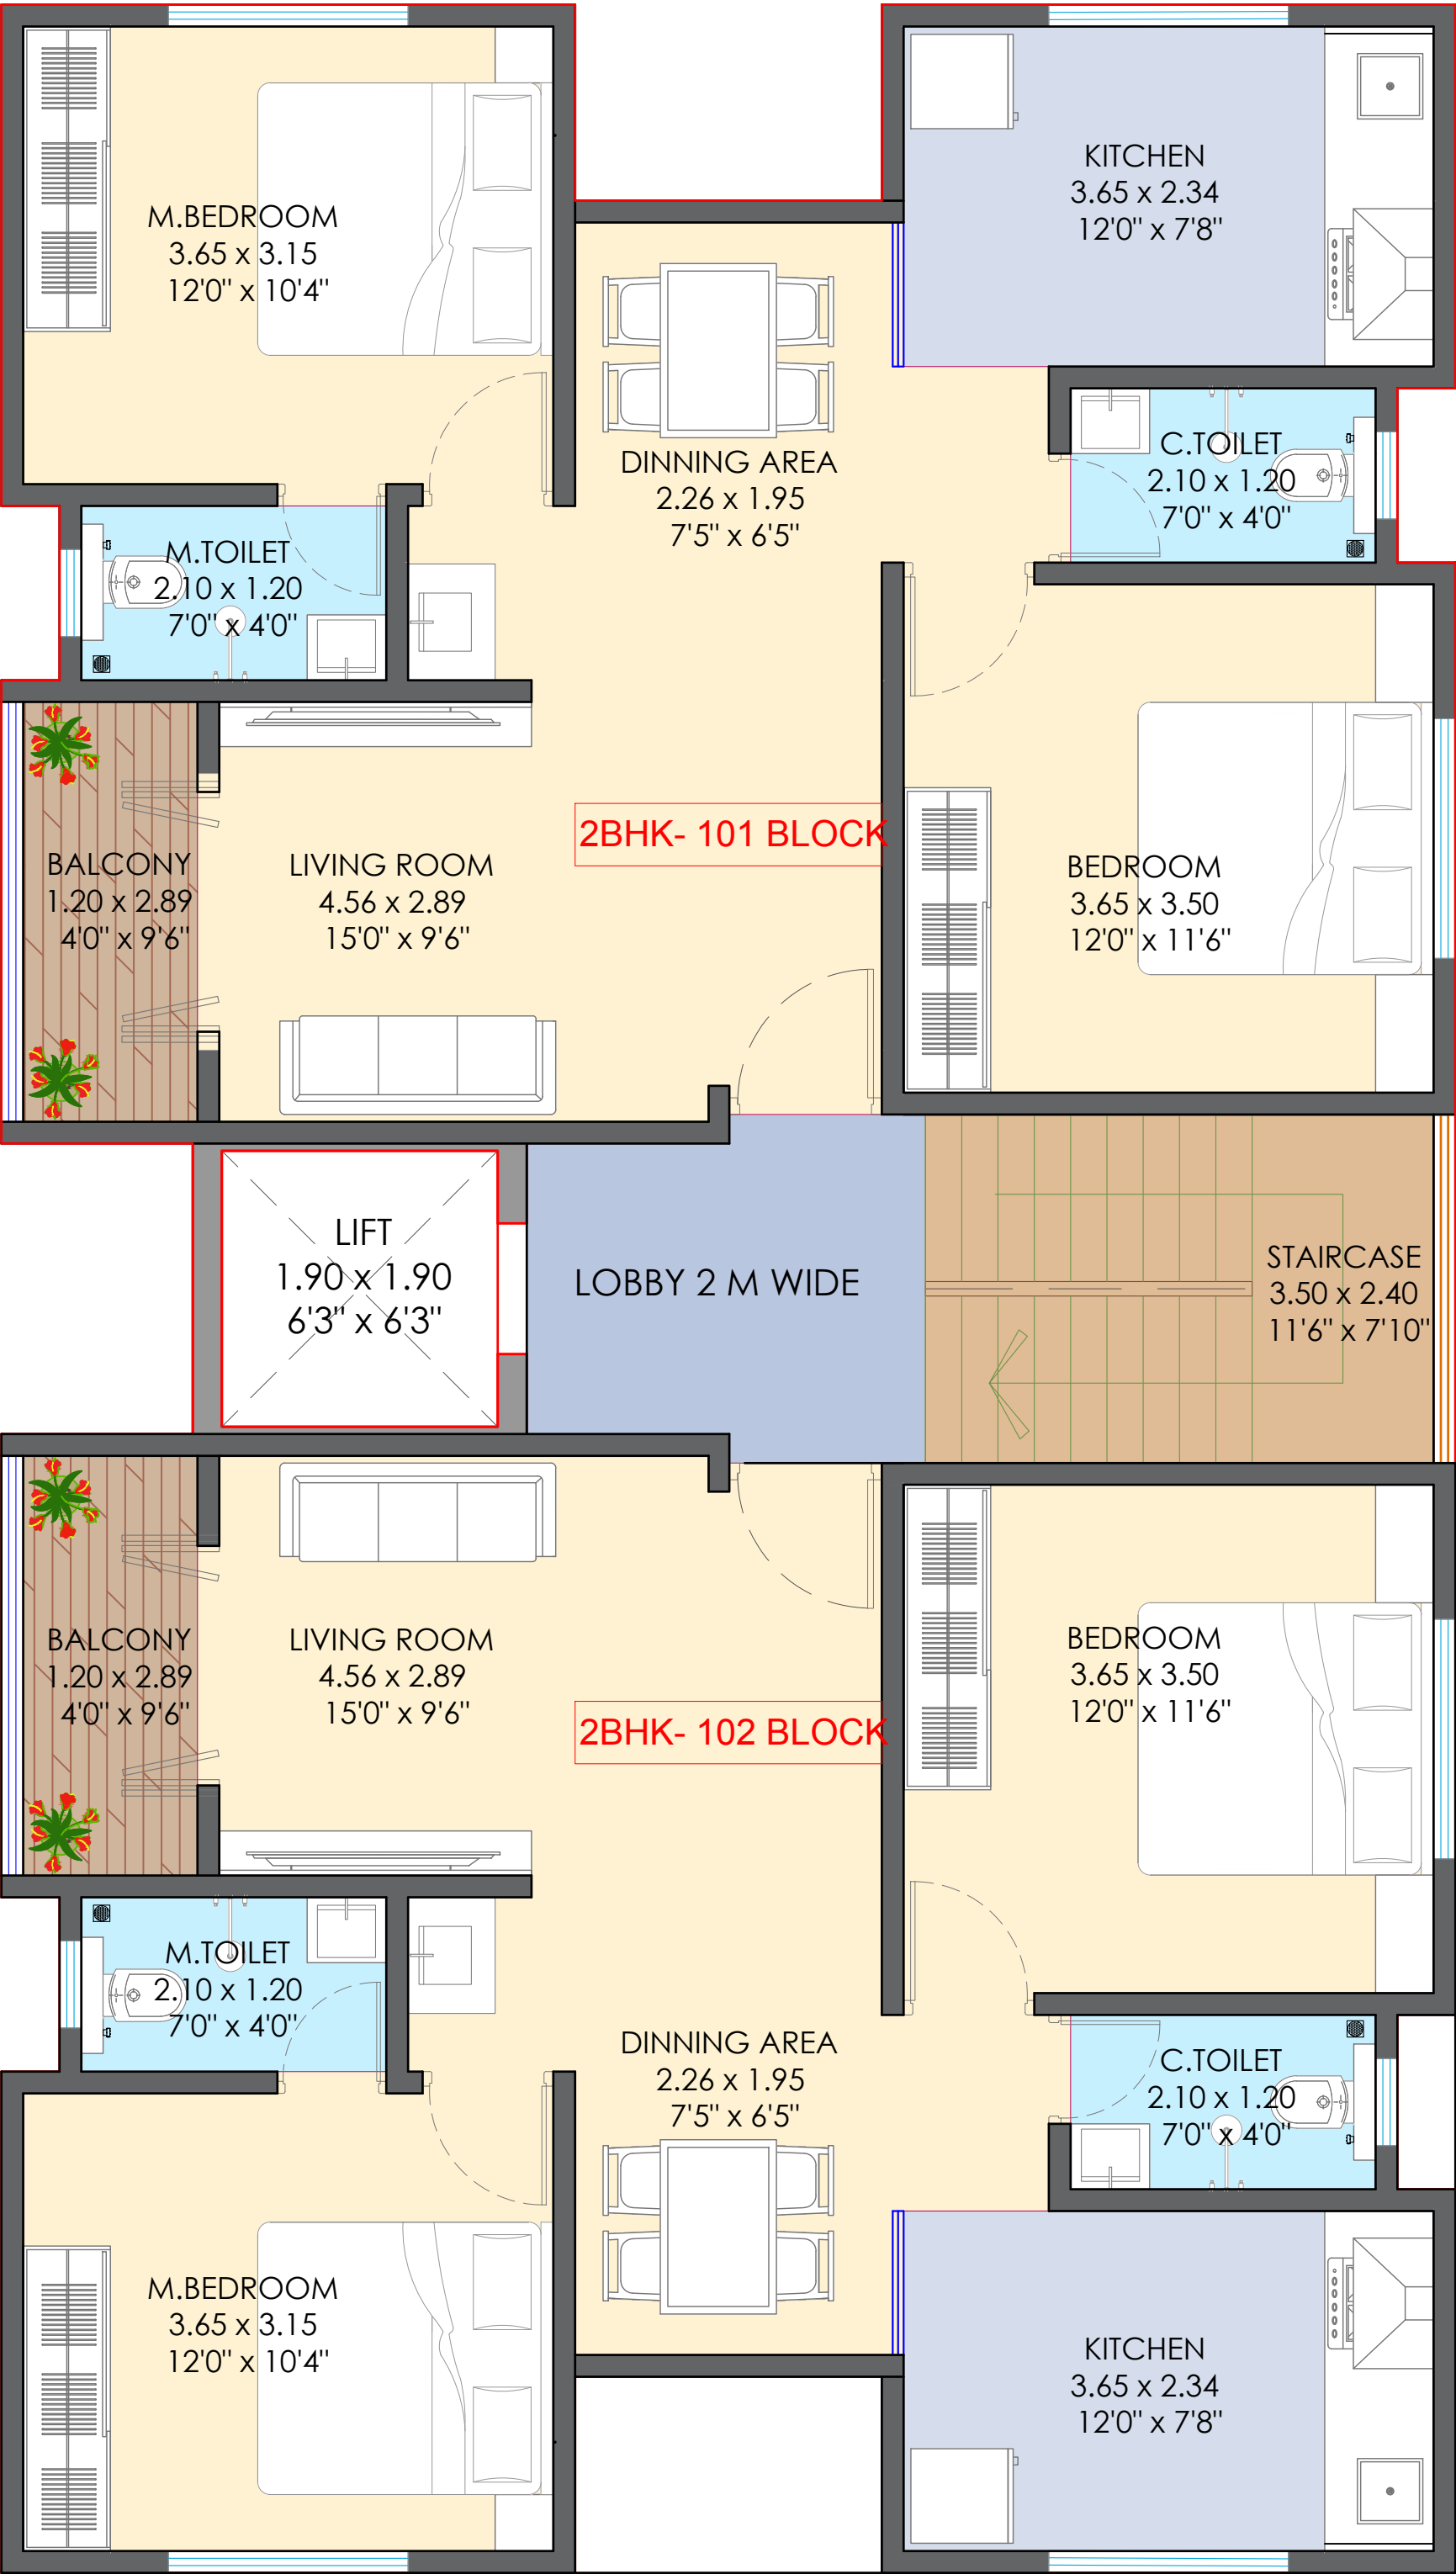 M.BEDROOM
3.65 x 3.15
12'0" x 10'4"
KITCHEN
3.65 x 2.34
12'0" x 7'8"
DINNING AREA
2.26 x 1.95
7'5" x 6'5"
C.TOILET
2.10 x 1.20
7'0" x 4'0"
M.TOILET
2.10 x 1.20
7'0" x 4'0"
2BHK- 101 BLOCK
BALCONY
1.20 x 2.89
4'0" x 9'6"
LIVING ROOM
4.56 x 2.89
15'0" x 9'6"
BEDROOM
3.65 x 3.50
12'0" x 11'6"
LIFT
1.90 x 1.90
6'3" x 6'3"
LOBBY 2 M WIDE
STAIRCASE
3.50 x 2.40
11'6" x 7'10"
BALCONY
1.20 x 2.89
4'0" x 9'6"
LIVING ROOM
4.56 x 2.89
15'0" x 9'6"
BEDROOM
3.65 x 3.50
12'0" x 11'6"
2BHK- 102 BLOCK
M.TOILET
2.10 x 1.20
7'0" x 4'0"
DINNING AREA
2.26 x 1.95
7'5" x 6'5"
C.TOILET
2.10 x 1.20
7'0" x 4'0"
M.BEDROOM
3.65 x 3.15
12'0" x 10'4"
KITCHEN
3.65 x 2.34
12'0" x 7'8"